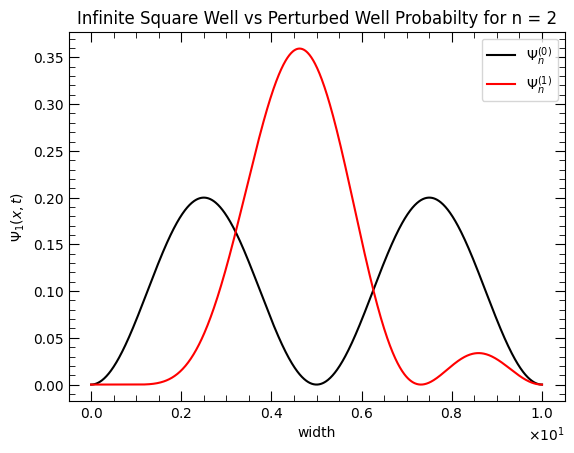 Infinite Square Well vs Perturbed Well Probabilty for n = 2
Ψₙ⁽⁰⁾
Ψₙ⁽¹⁾
Ψ₁(x, t)
0.35
0.30
0.25
0.20
0.15
0.10
0.05
0.00
0.0 0.2 0.4 0.6 0.8 1.0
width
×10¹